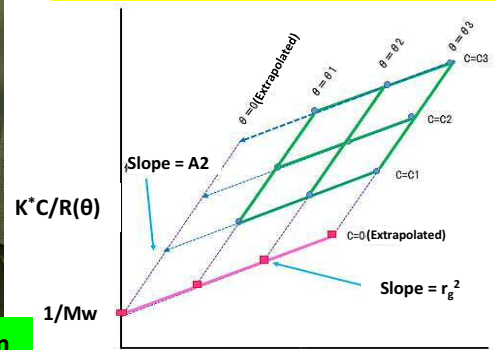 θ=0(Extrapolated)
θ=θ1
θ=θ2
θ=θ3
C=C3
C=C2
C=C1
C=0(Extrapolated)
Slope = A2
K*C/R(θ)
Slope = rg²
1/Mw
n